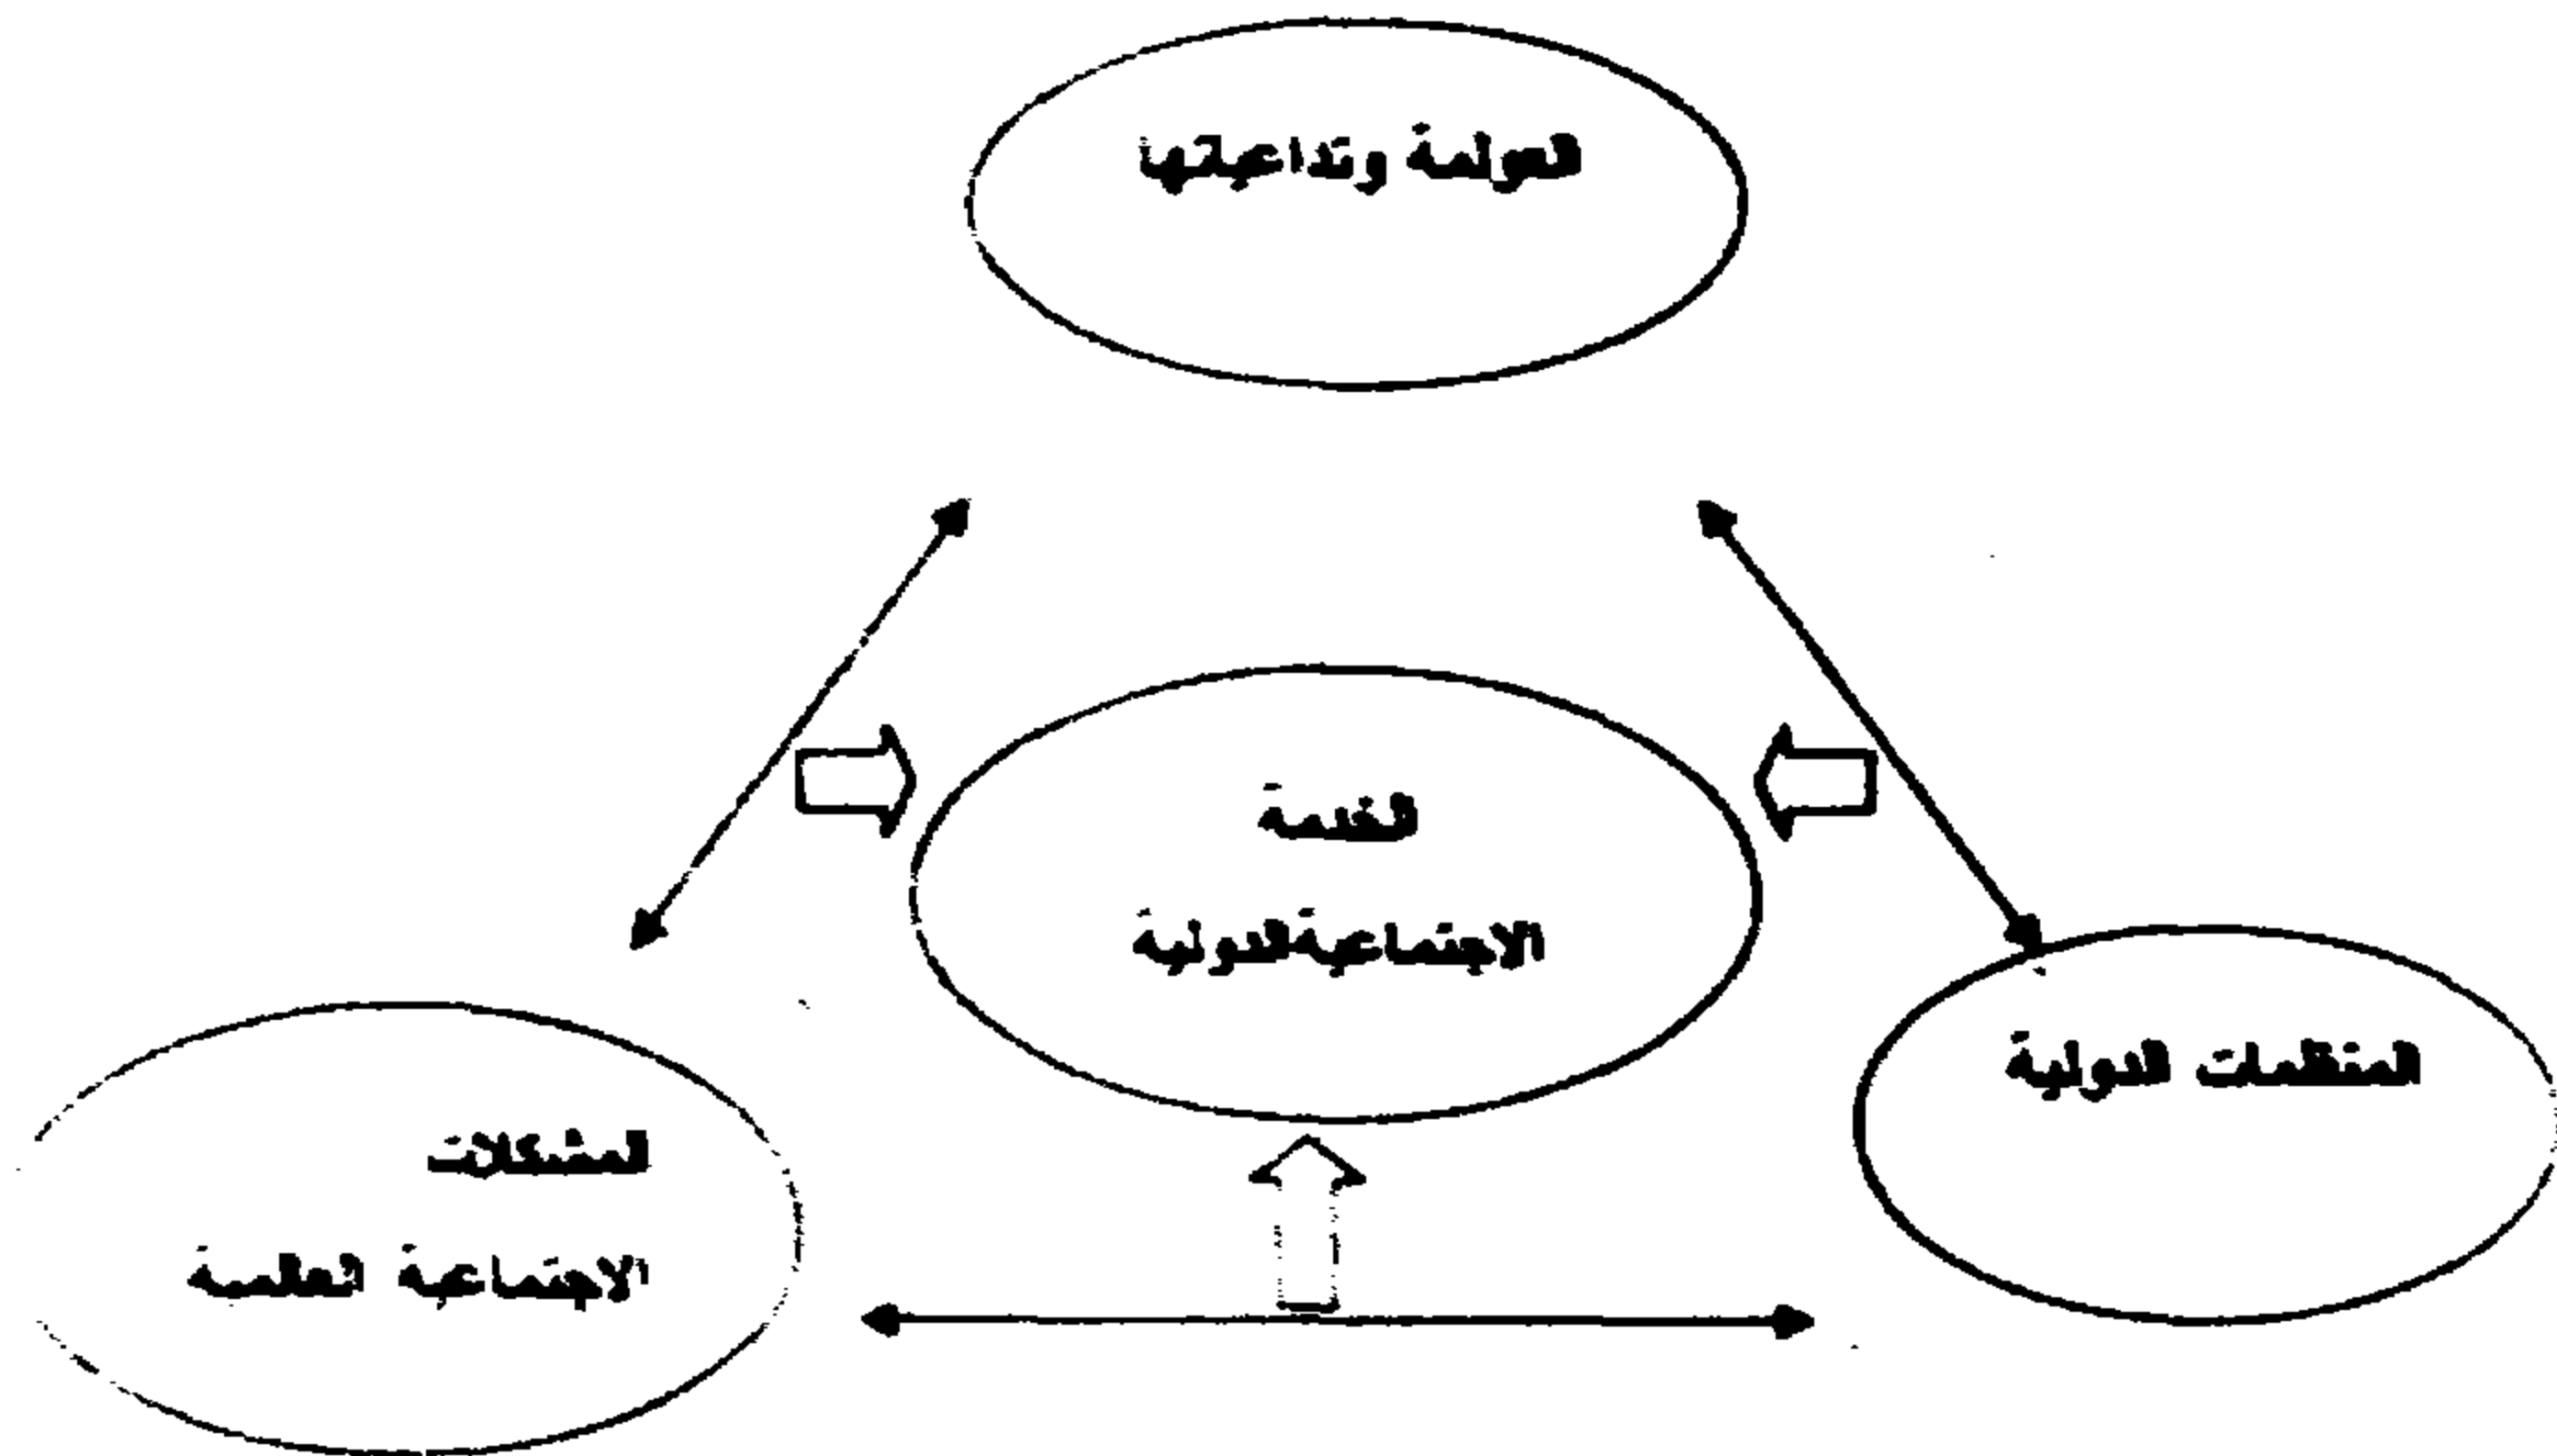 العولمة وتداعياتها
الخدمة
الاجتماعية الدولية
المنظمات الدولية
المشكلات
الاجتماعية العالمية